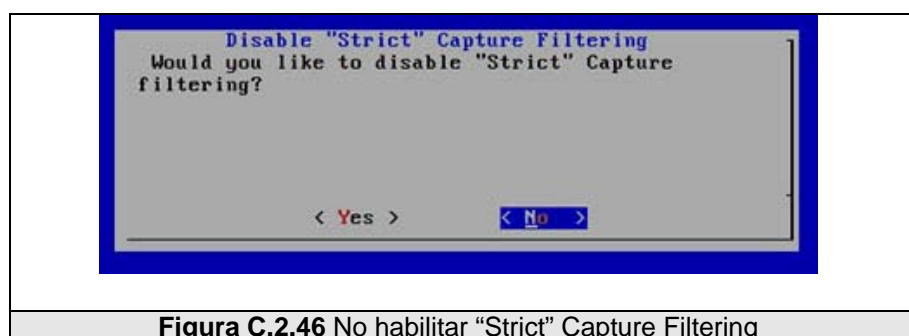 Disable "Strict" Capture Filtering
Would you like to disable "Strict" Capture
filtering?
< Yes > < No >
Figura C.2.46 No habilitar “Strict” Capture Filtering